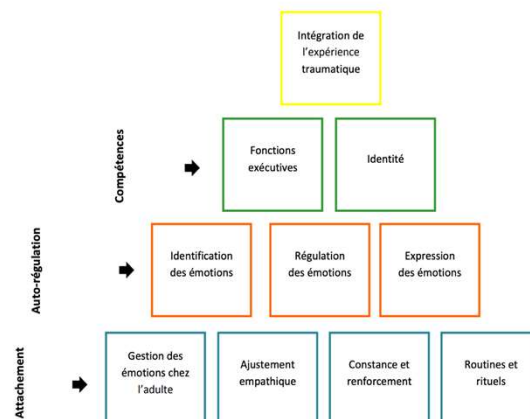 Intégration de
l'expérience
traumatique
Compétences
Fonctions
exécutives
Identité
Auto-régulation
Identification
des émotions
Régulation
des émotions
Expression
des émotions
Attachement
Gestion des
émotions chez
l'adulte
Ajustement
empathique
Constance et
renforcement
Routines et
rituels